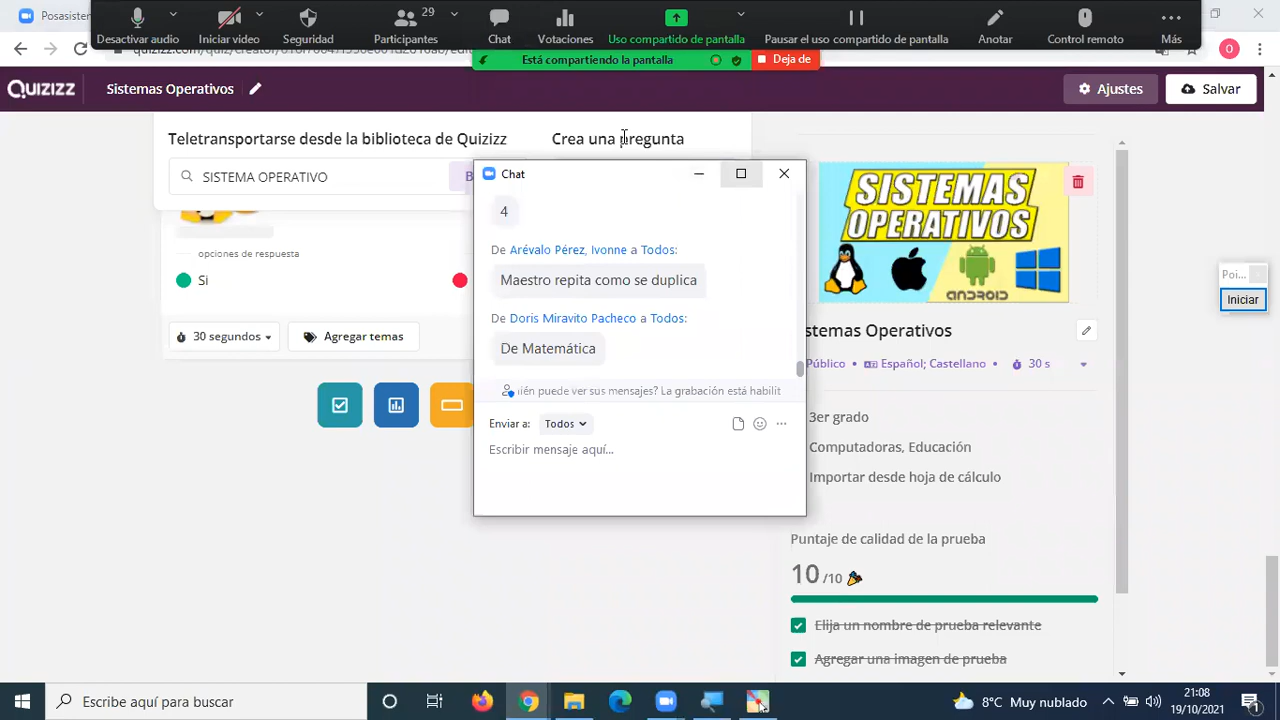 Posasisten
29
Desactivar audio
Iniciar video
Seguridad
Participantes
Chat
Votaciones
Uso compartido de pantalla
Pausar el uso compartido de pantalla
Anotar
Control remoto
Más
Está compartiendo la pantalla
Deja de
O
Quizizz
Sistemas Operativos
Ajustes
Salvar
Teletransportarse desde la biblioteca de Quizizz
Crea una pregunta
SISTEMA OPERATIVO
B
opciones de respuesta
Si
30 segundos
Agregar temas
Chat
4
De Arévalo Pérez, Ivonne a Todos:
Maestro repita como se duplica
De Doris Miravito Pacheco a Todos:
De Matemática
ién puede ver sus mensajes? La grabación está habilit
Enviar a: Todos
Escribir mensaje aquí...
SISTEMAS
OPERATIVOS
ANDROID
stemas Operativos
Público • Español; Castellano • 30 s
3er grado
Computadoras, Educación
Importar desde hoja de cálculo
Puntaje de calidad de la prueba
10 /10
Elija un nombre de prueba relevante
Agregar una imagen de prueba
Poi...
Iniciar
Escribe aquí para buscar
8°C Muy nublado
21:08
19/10/2021
1